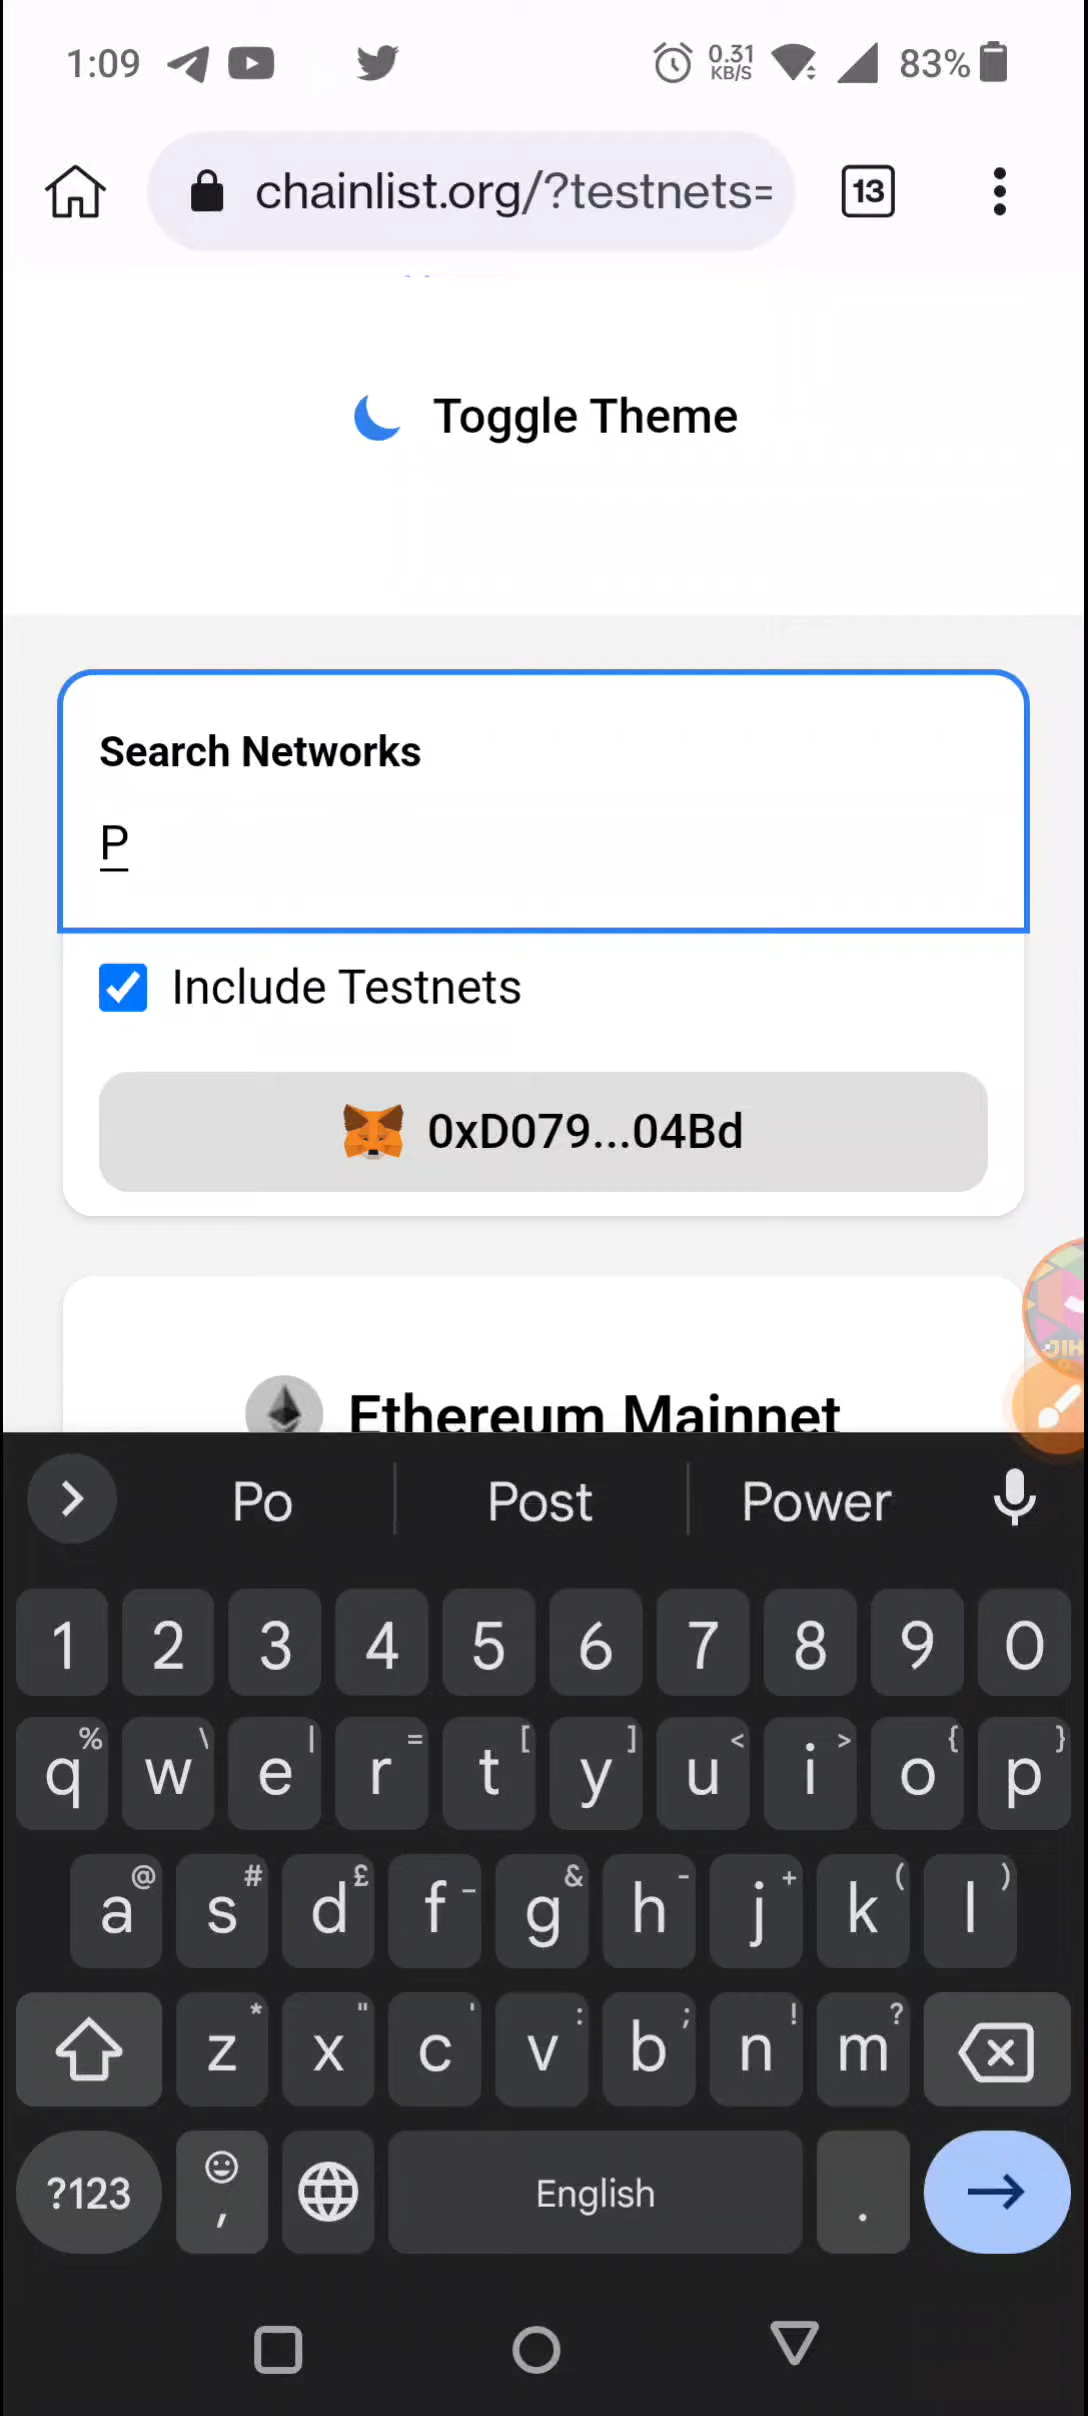 1:09 0.31 KB/S 83%
chainlist.org/?testnets= 13
Toggle Theme
Search Networks
P
Include Testnets
0xD079...04Bd
Ethereum Mainnet
Po Post Power
1 2 3 4 5 6 7 8 9 0
% \ | = [ ] < > { }
q w e r t y u i o p
@ # £ _ & - + ( )
a s d f g h j k l
* " ' : ; ! ?
z x c v b n m
?123 , English .